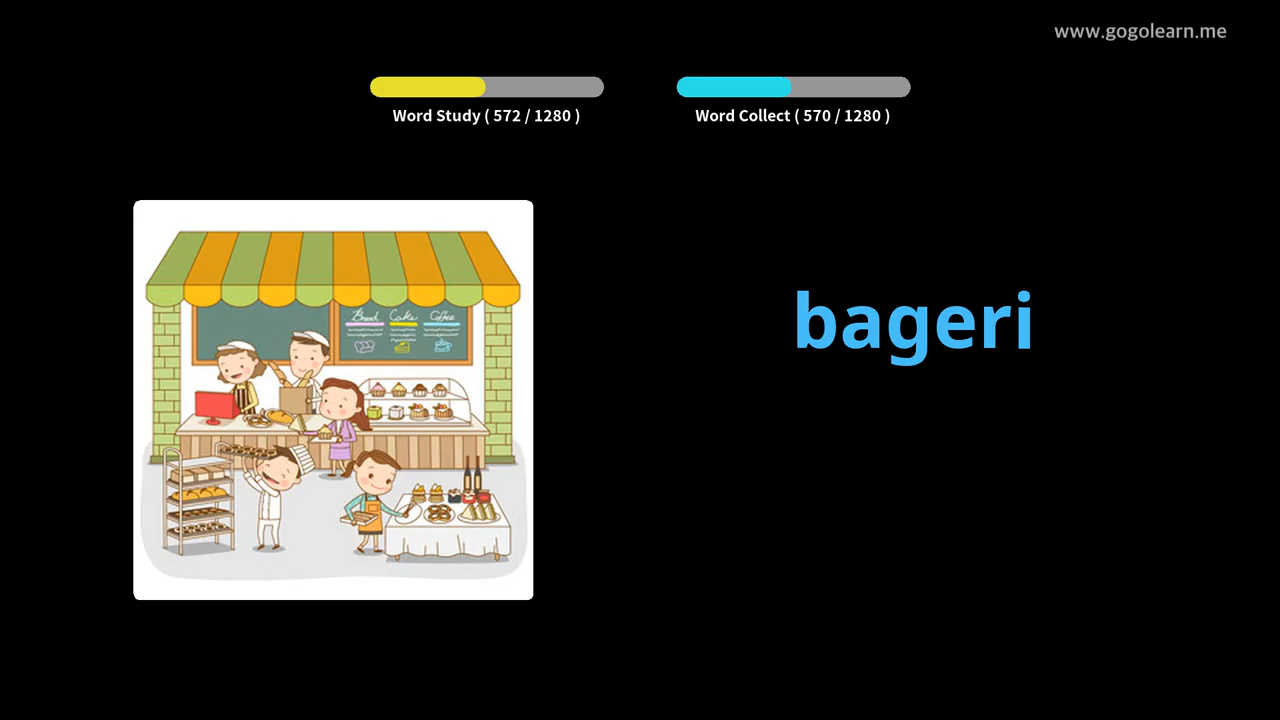 www.gogolearn.me
Word Study ( 572 / 1280 )
Word Collect ( 570 / 1280 )
Bread Cake Coffee
bageri